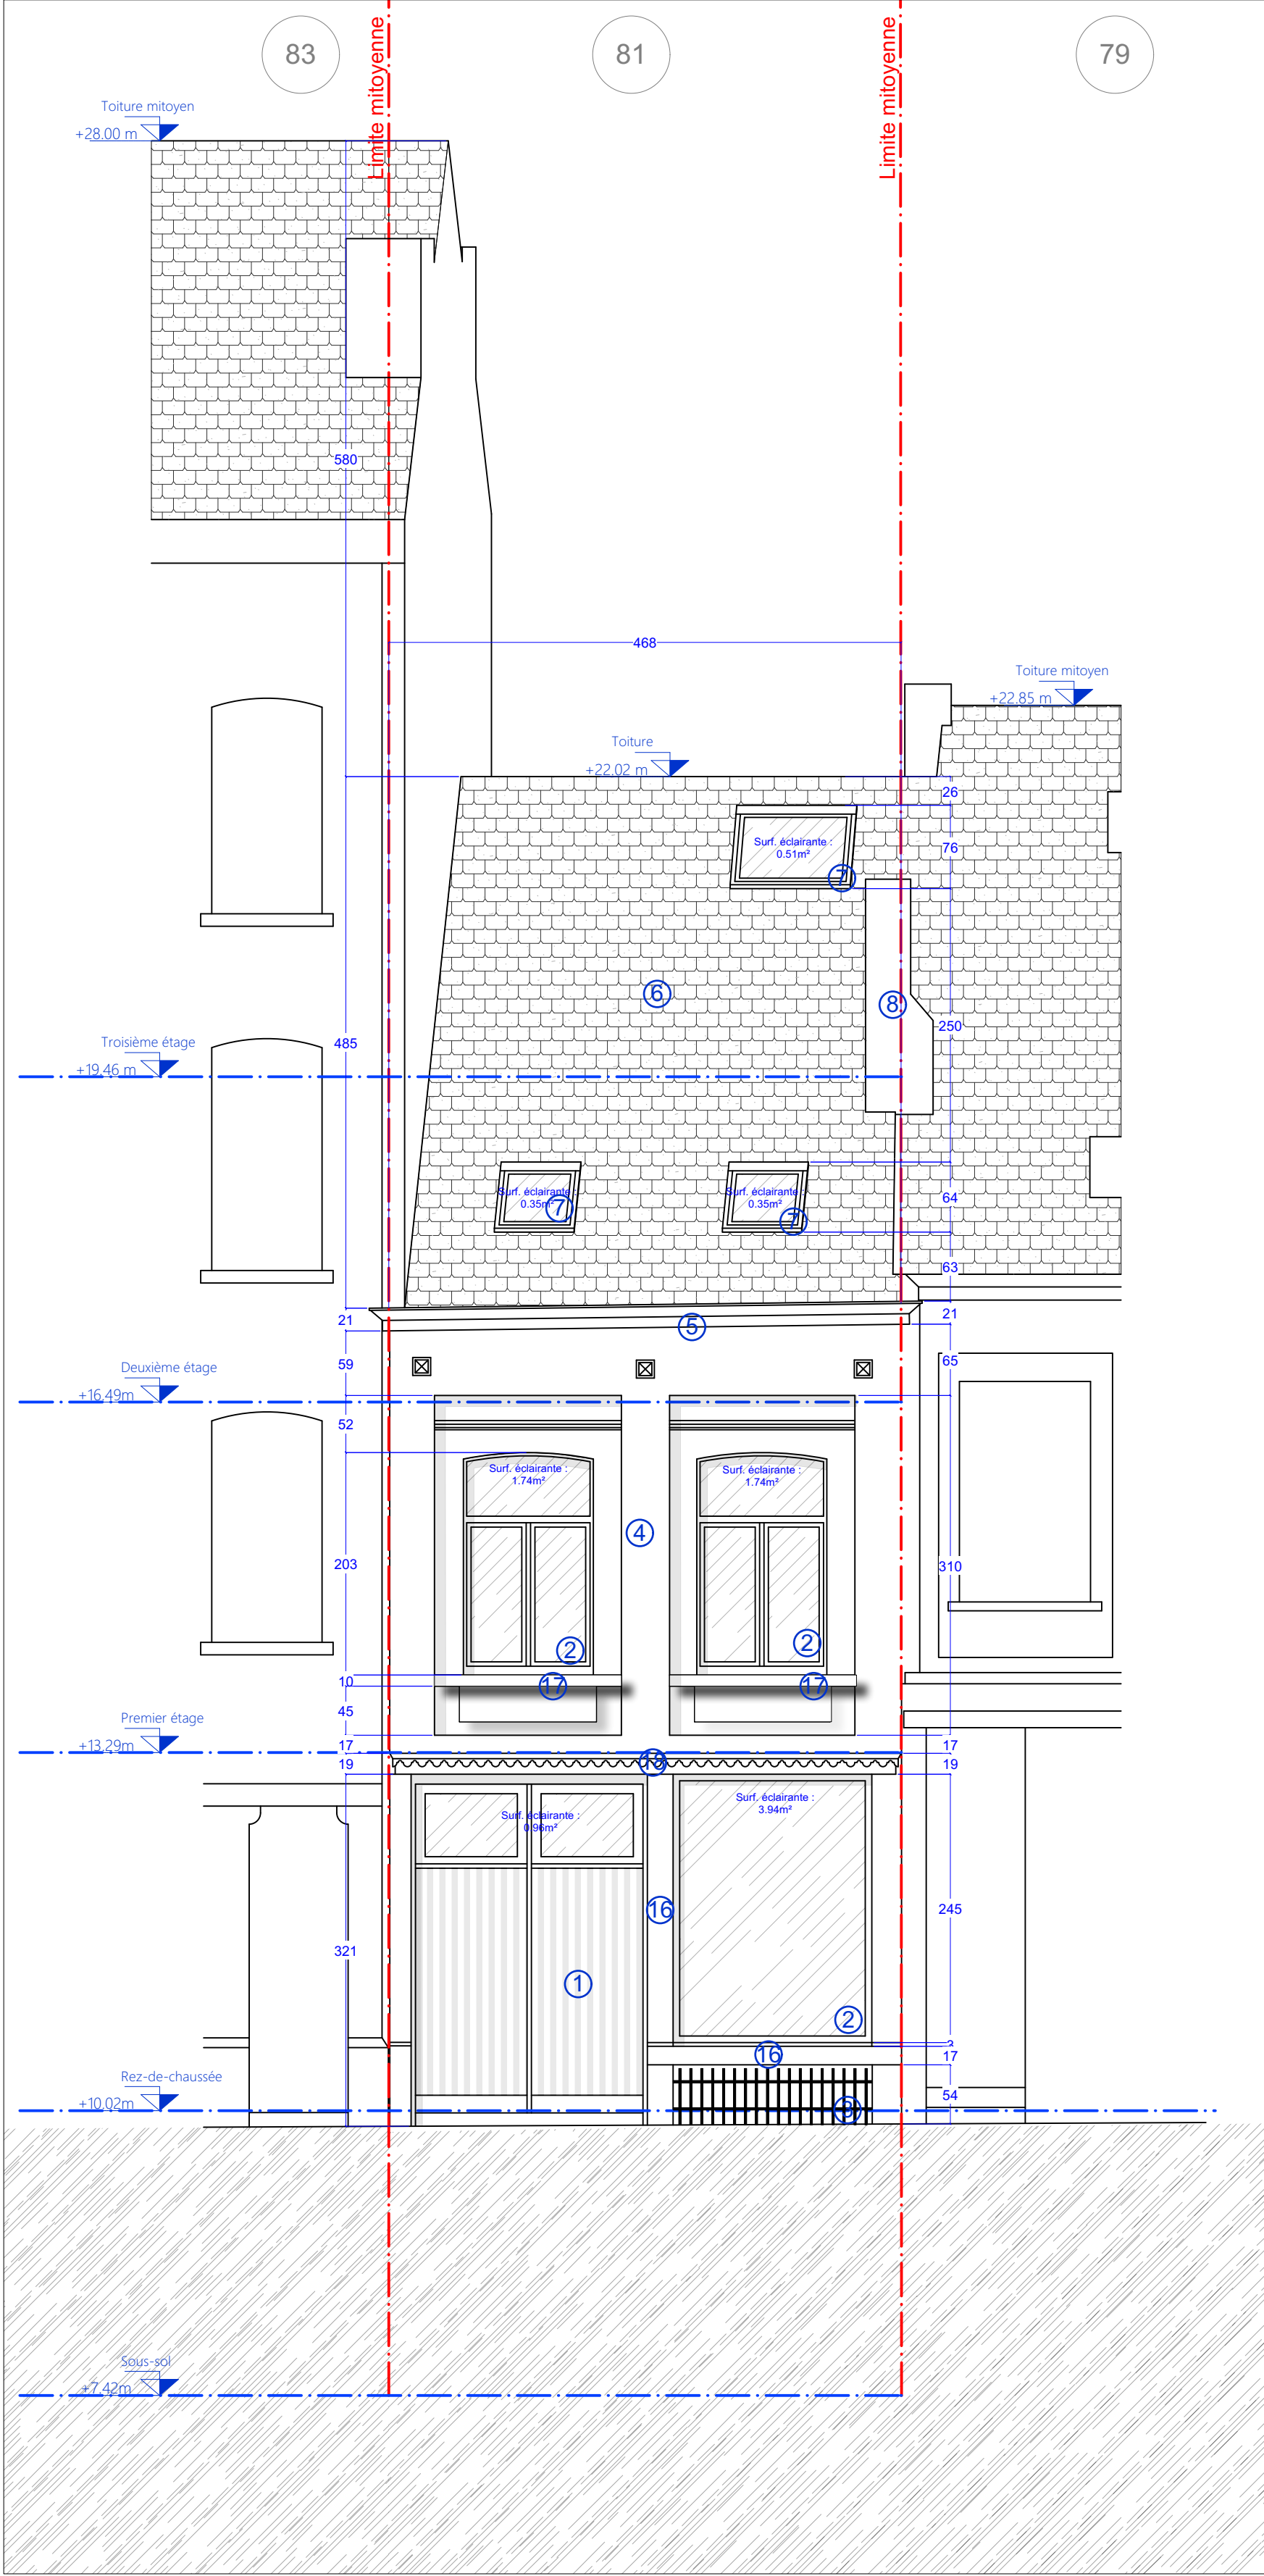 83
81
79
Limite mitoyenne
Limite mitoyenne
Toiture mitoyen
+28.00 m
580
468
Toiture mitoyen
+22.85 m
Toiture
+22.02 m
26
Surf. éclairante :
0.51m²
76
7
6
8
250
485
Troisième étage
+19.46 m
Surf. éclairante :
0.35m²
7
Surf. éclairante :
0.35m²
7
64
63
21
5
21
59
65
Deuxième étage
+16.49m
52
Surf. éclairante :
1.74m²
Surf. éclairante :
1.74m²
4
203
310
2
2
10
17
17
45
Premier étage
+13.29m
17
17
19
18
19
Surf. éclairante :
0.96m²
Surf. éclairante :
3.94m²
16
245
321
1
2
16
17
Rez-de-chaussée
+10.02m
54
3
Sous-sol
+7.42m